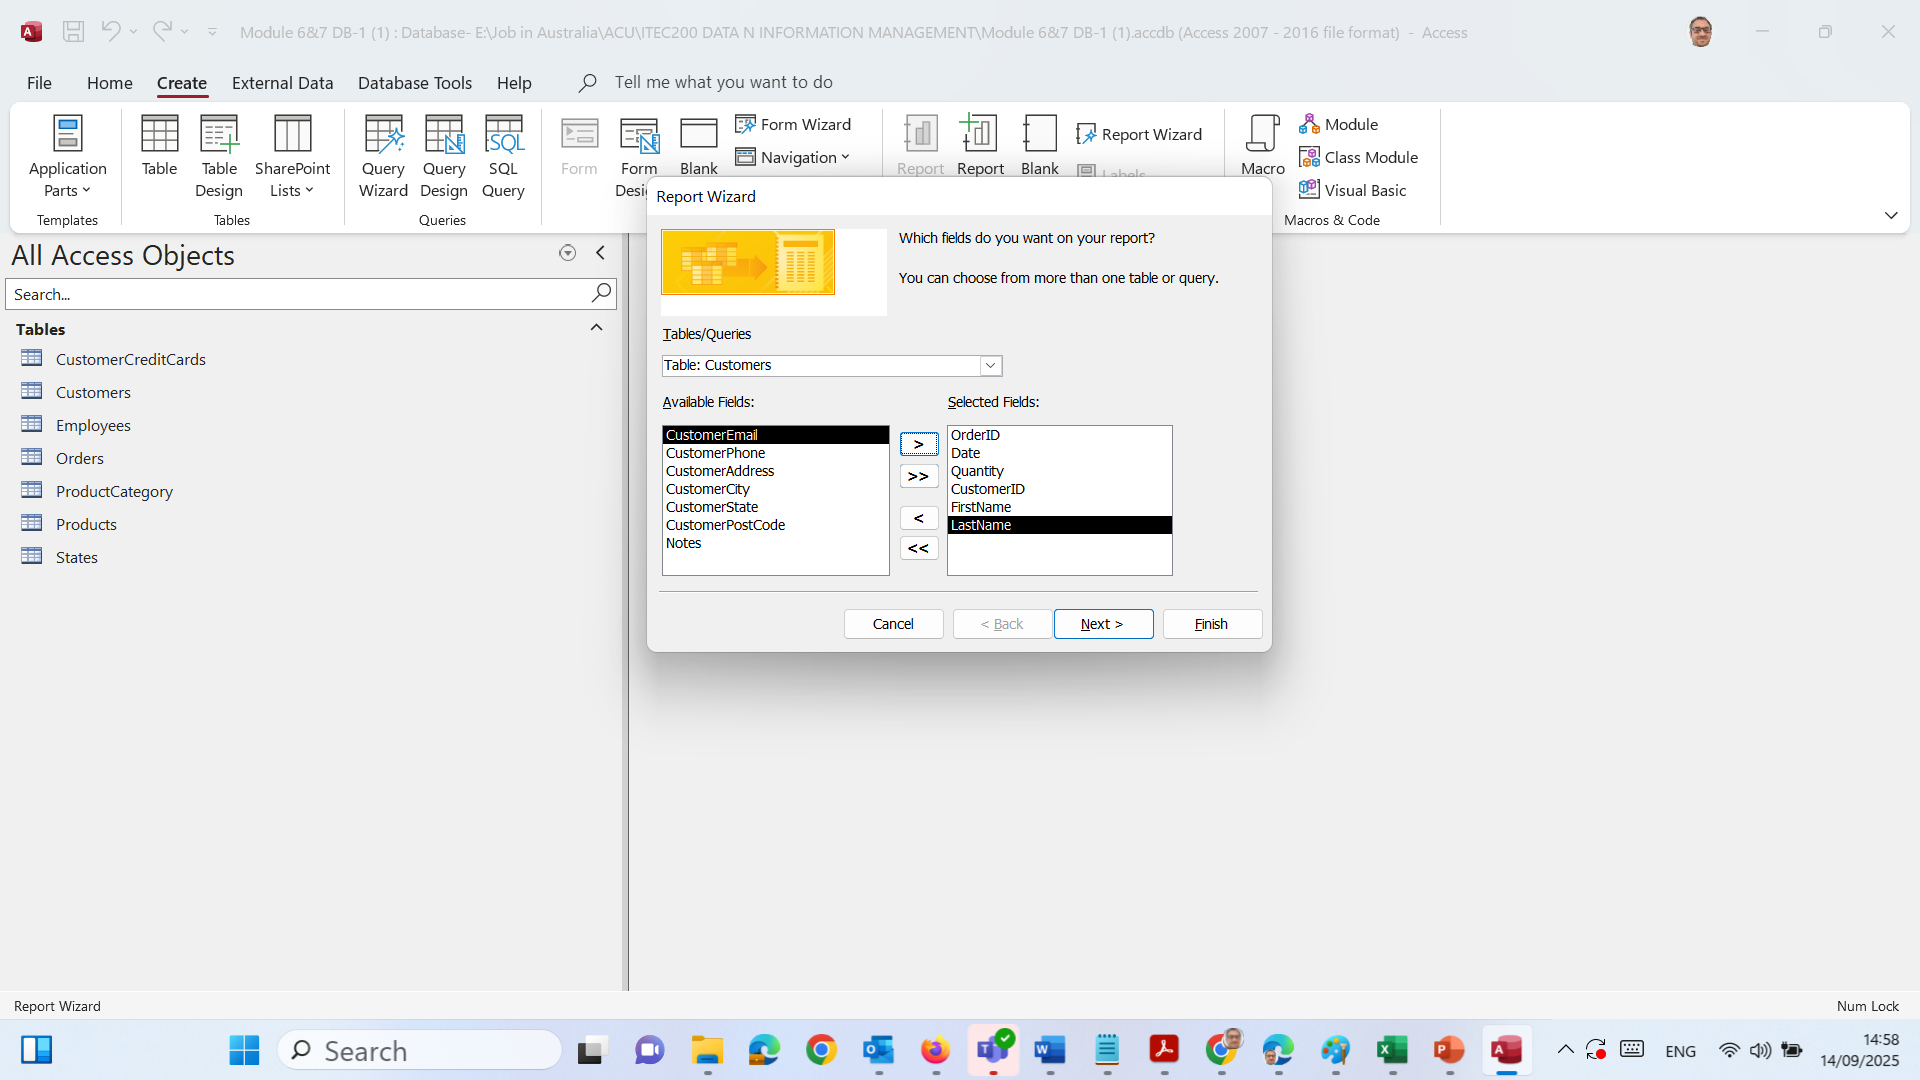 Module 6&7 DB-1 (1) : Database- E:\Job in Australia\ACU\ITEC200 DATA N INFORMATION MANAGEMENT\Module 6&7 DB-1 (1).accdb (Access 2007 - 2016 file format) - Access
File Home Create External Data Database Tools Help Tell me what you want to do
Application Parts
Table
Table Design
SharePoint Lists
Query Wizard
Query Design
SQL Query
Form
Form Desi
Blank
Form Wizard
Navigation
Report
Report
Blank
Report Wizard
Labels
Macro
Module
Class Module
Visual Basic
Templates
Tables
Queries
Macros & Code
All Access Objects
Search...
Tables
CustomerCreditCards
Customers
Employees
Orders
ProductCategory
Products
States
Report Wizard
Which fields do you want on your report?
You can choose from more than one table or query.
Tables/Queries
Table: Customers
Available Fields:
CustomerEmail
CustomerPhone
CustomerAddress
CustomerCity
CustomerState
CustomerPostCode
Notes
>
>>
<
<<
Selected Fields:
OrderID
Date
Quantity
CustomerID
FirstName
LastName
Cancel
< Back
Next >
Finish
Report Wizard
Num Lock
Search
ENG
14:58
14/09/2025